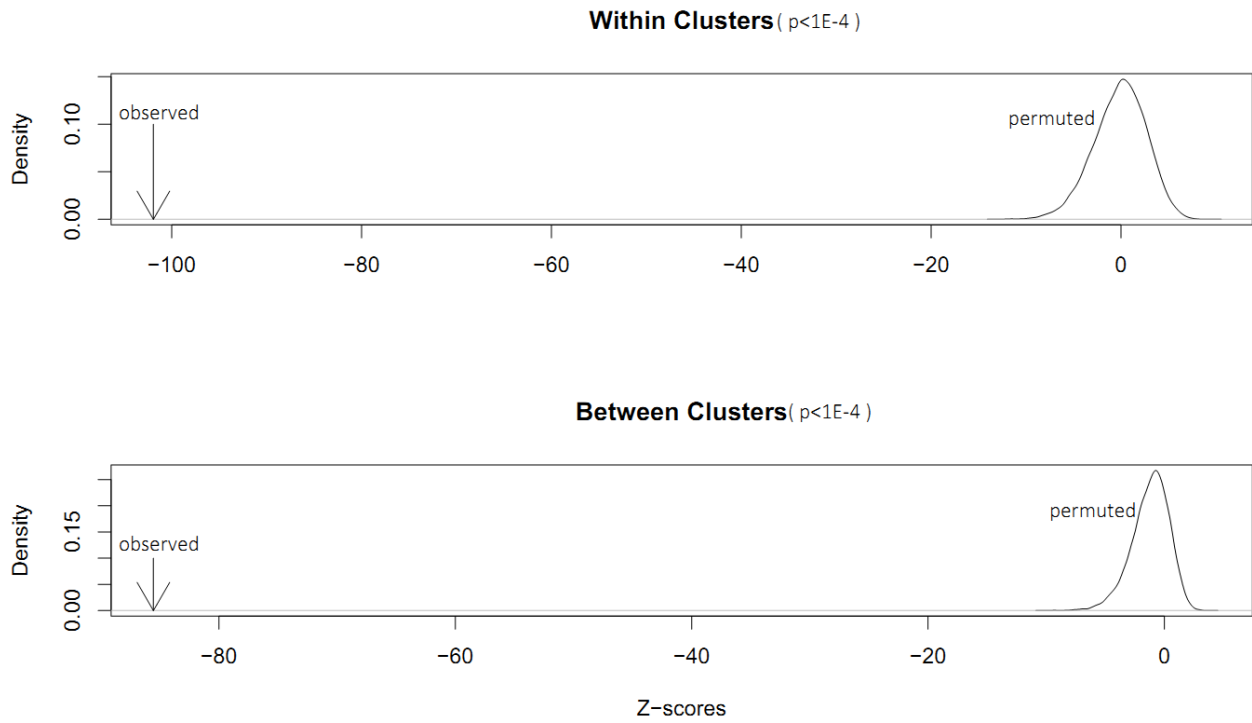 Within Clusters ( p<1E-4 )
Density
0.00
0.10
observed
permuted
−100
−80
−60
−40
−20
0
Between Clusters ( p<1E-4 )
Density
0.00
0.15
observed
permuted
−80
−60
−40
−20
0
Z−scores